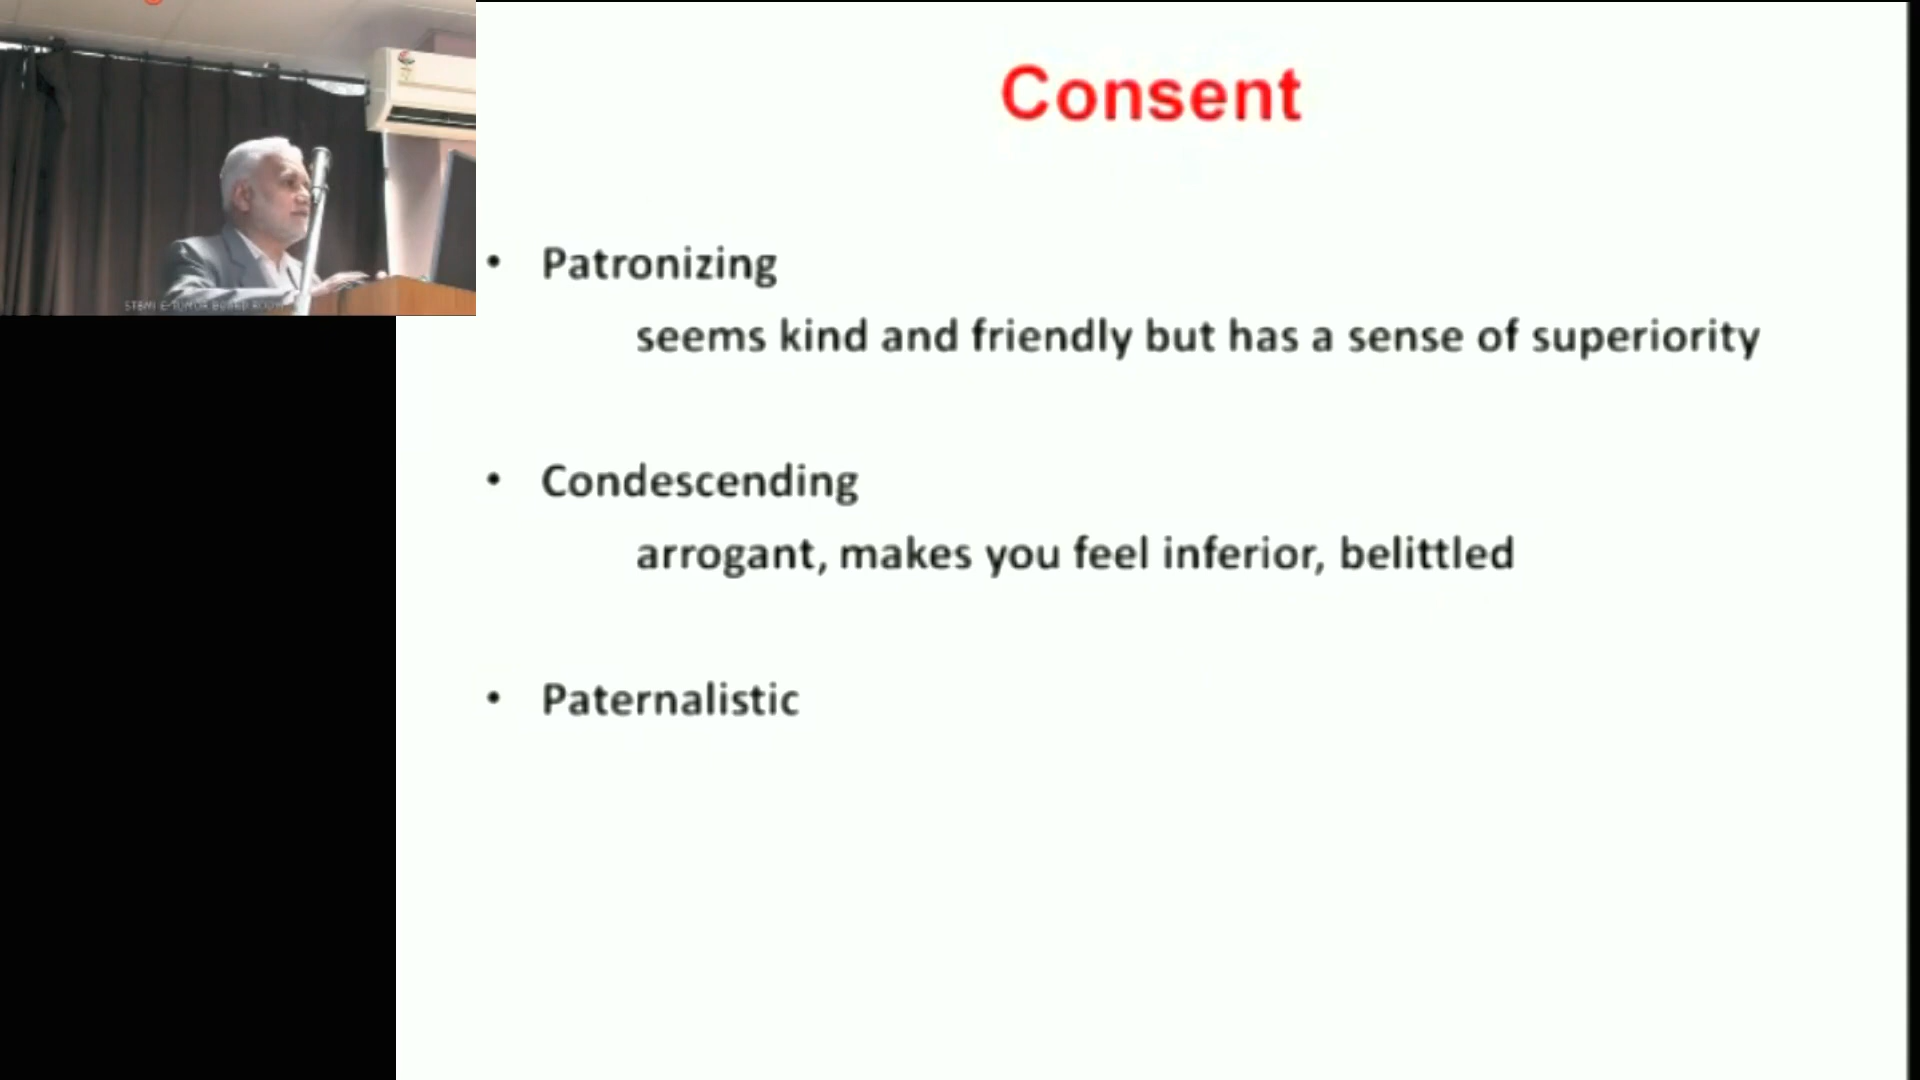 Consent
• Patronizing
seems kind and friendly but has a sense of superiority
• Condescending
arrogant, makes you feel inferior, belittled
• Paternalistic